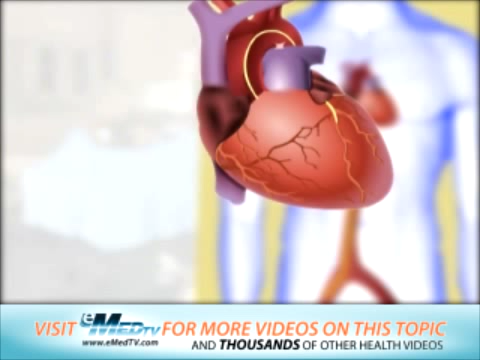 VISIT eMEDTV FOR MORE VIDEOS ON THIS TOPIC
www.eMedTV.com AND THOUSANDS OF OTHER HEALTH VIDEOS